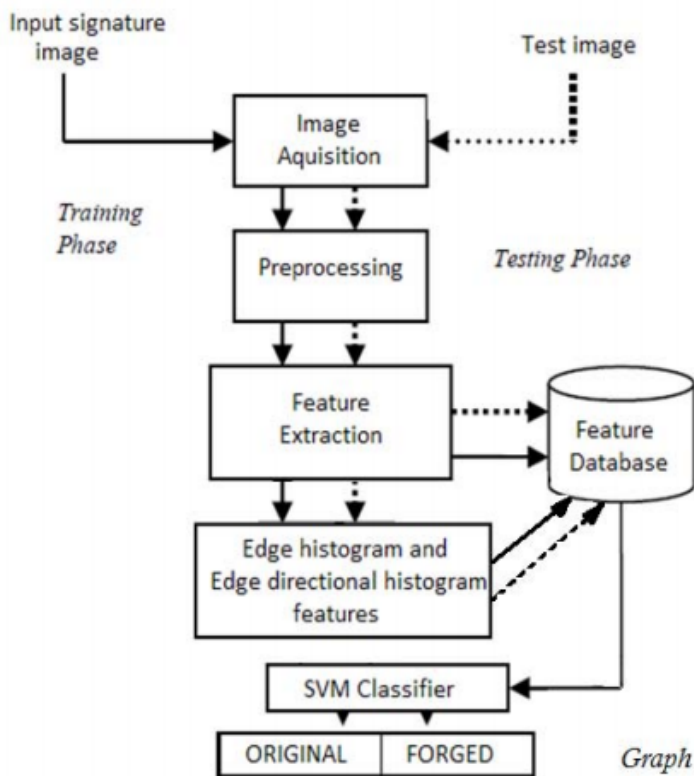 Input signature
image
Test image
Image
Aquisition
Training
Phase
Preprocessing
Testing Phase
Feature
Extraction
Feature
Database
Edge histogram and
Edge directional histogram
features
SVM Classifier
ORIGINAL
FORGED
Graph